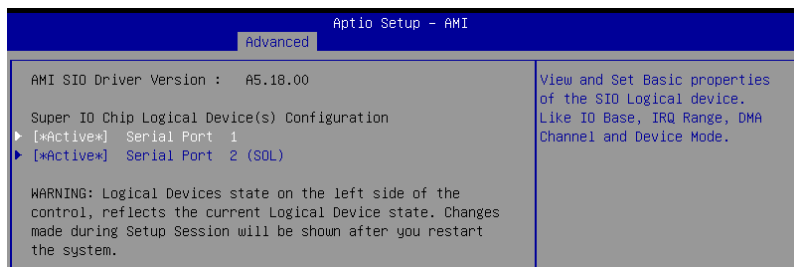 Aptio Setup – AMI
Advanced
AMI SIO Driver Version : A5.18.00
Super IO Chip Logical Device(s) Configuration
[*Active*] Serial Port 1
[*Active*] Serial Port 2 (SOL)
WARNING: Logical Devices state on the left side of the
control, reflects the current Logical Device state. Changes
made during Setup Session will be shown after you restart
the system.
View and Set Basic properties
of the SIO Logical device.
Like IO Base, IRQ Range, DMA
Channel and Device Mode.